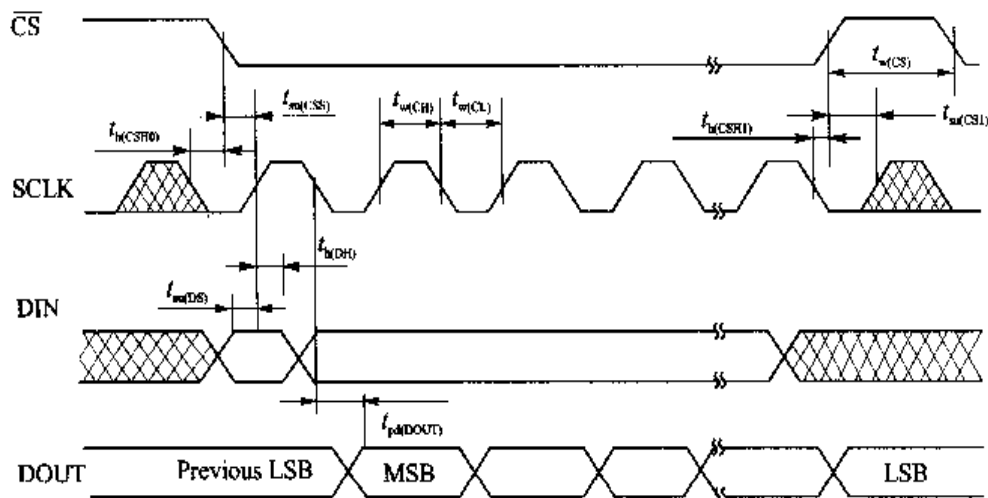 CS
t_w(CS)
t_su(CSS)
t_w(CH)
t_w(CL)
t_h(CSH0)
t_h(CSH1)
t_su(CS1)
SCLK
t_h(DH)
t_su(DS)
DIN
t_pd(DOUT)
DOUT
Previous LSB
MSB
LSB